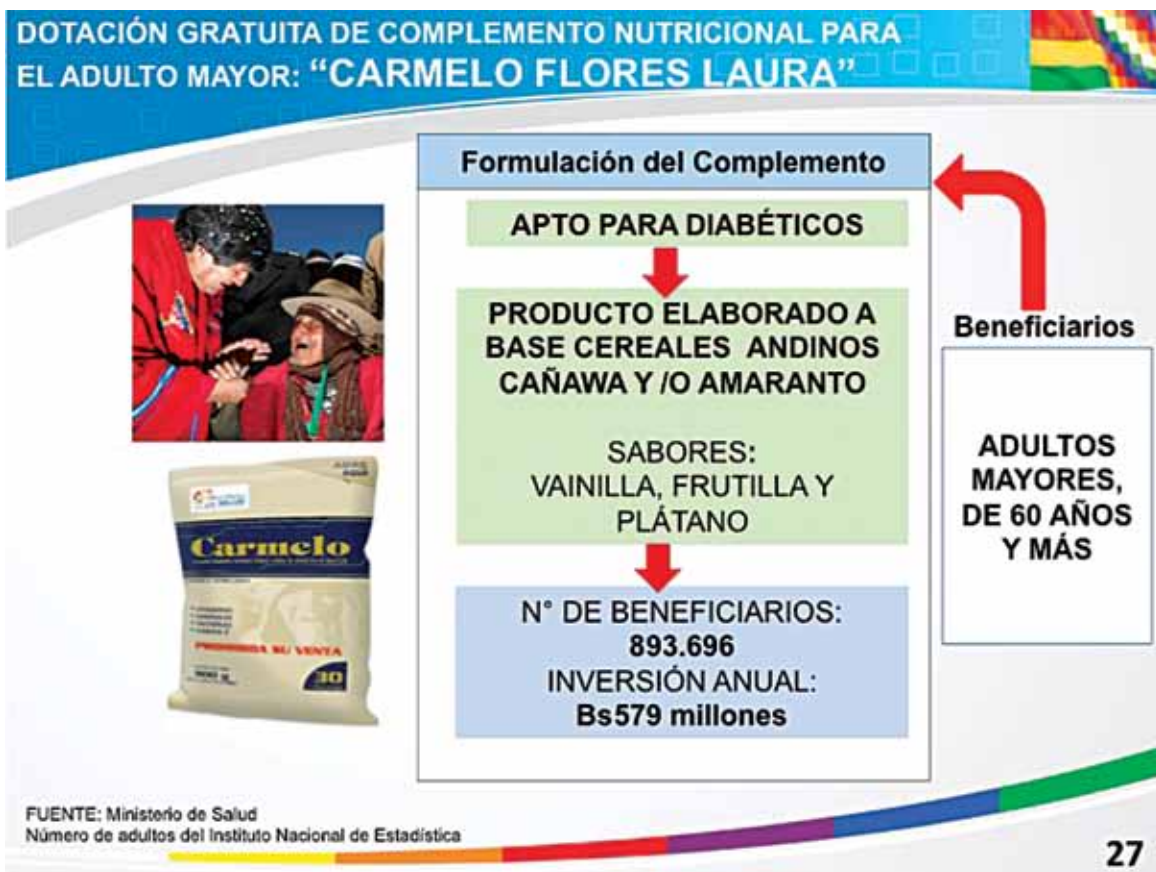 DOTACIÓN GRATUITA DE COMPLEMENTO NUTRICIONAL PARA
EL ADULTO MAYOR: “CARMELO FLORES LAURA”
Formulación del Complemento
APTO PARA DIABÉTICOS
PRODUCTO ELABORADO A
BASE CEREALES ANDINOS
CAÑAWA Y /O AMARANTO
SABORES:
VAINILLA, FRUTILLA Y
PLÁTANO
N° DE BENEFICIARIOS:
893.696
INVERSIÓN ANUAL:
Bs579 millones
Beneficiarios
ADULTOS
MAYORES,
DE 60 AÑOS
Y MÁS
Carmelo
PROHIBIDA SU VENTA
30
FUENTE: Ministerio de Salud
Número de adultos del Instituto Nacional de Estadística
27